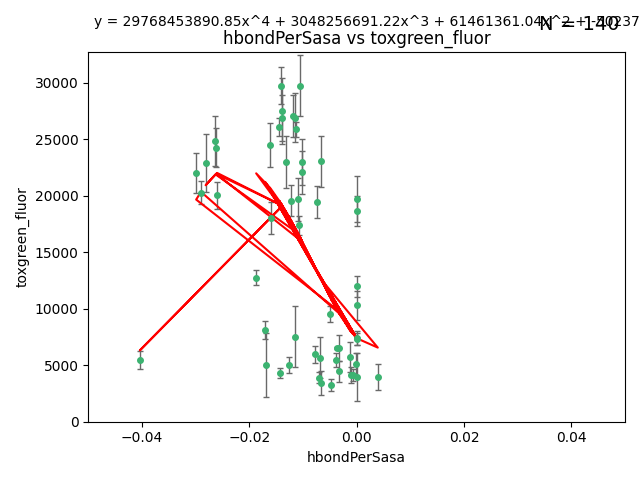 y = 29768453890.85x^4 + 3048256691.22x^3 + 61461361.04x^2 +
N = 140
hbondPerSasa vs toxgreen_fluor
toxgreen_fluor
30000
25000
20000
15000
10000
5000
0
−0.04
−0.02
0.00
0.02
0.04
hbondPerSasa